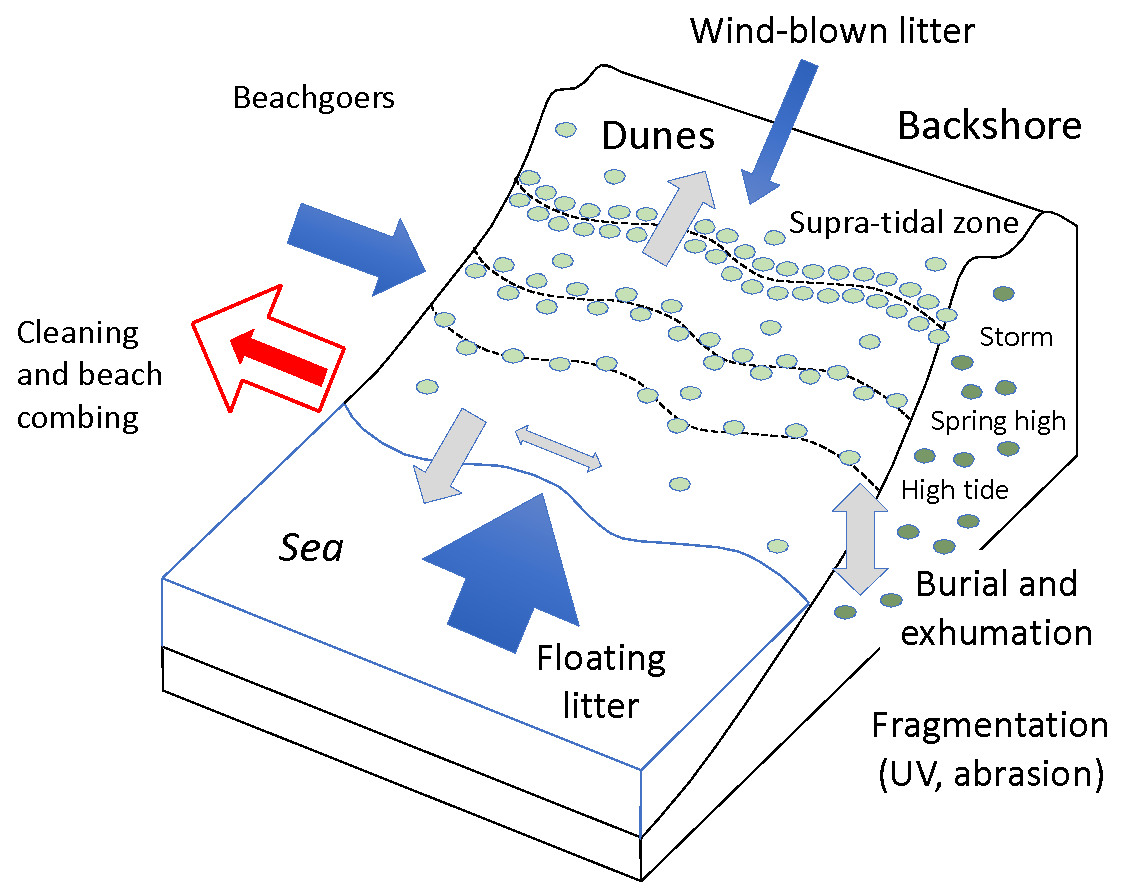 Wind-blown litter
Beachgoers
Dunes
Backshore
Supra-tidal zone
Cleaning
and beach
combing
Storm
Spring high
High tide
Sea
Burial and
exhumation
Floating
litter
Fragmentation
(UV, abrasion)